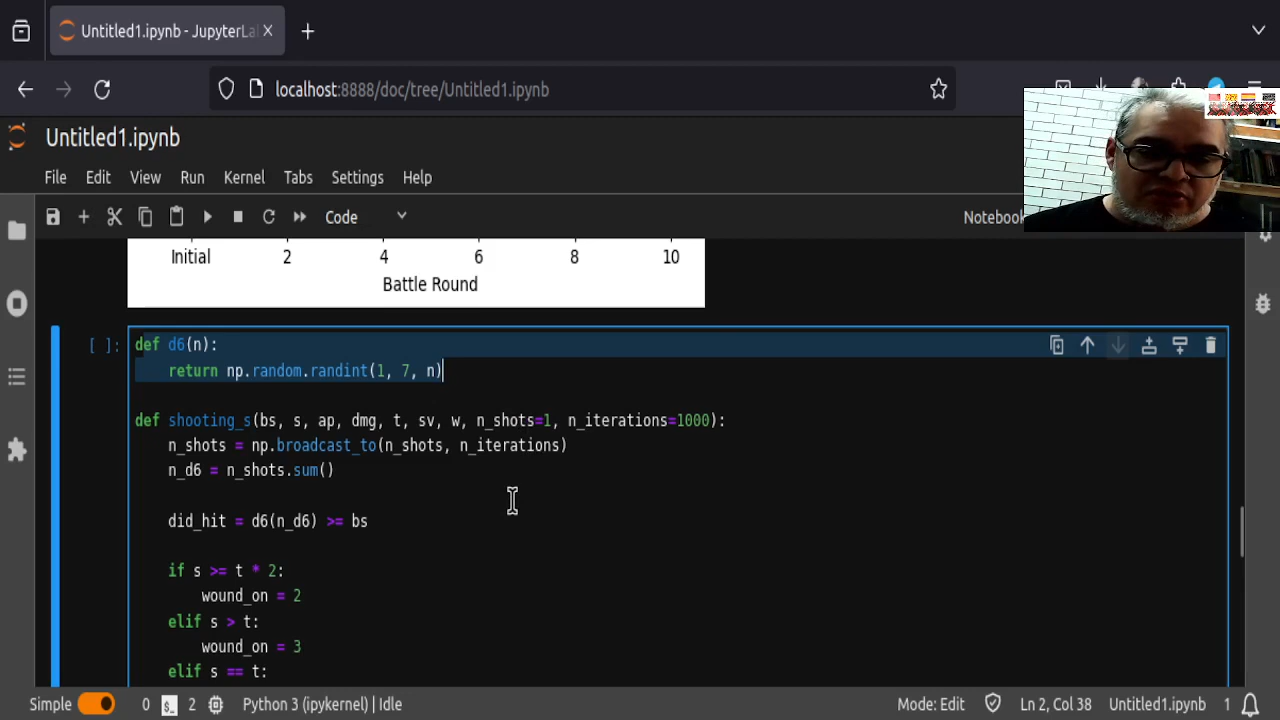 Untitled1.ipynb - JupyterLa
localhost:8888/doc/tree/Untitled1.ipynb
Untitled1.ipynb
File Edit View Run Kernel Tabs Settings Help
Code
Notebook
Initial 2 4 6 8 10
Battle Round
[ ]: def d6(n):
return np.random.randint(1, 7, n)
def shooting_s(bs, s, ap, dmg, t, sv, w, n_shots=1, n_iterations=1000):
n_shots = np.broadcast_to(n_shots, n_iterations)
n_d6 = n_shots.sum()
did_hit = d6(n_d6) >= bs
if s >= t * 2:
wound_on = 2
elif s > t:
wound_on = 3
elif s == t:
Simple 0 2 Python 3 (ipykernel) | Idle Mode: Edit Ln 2, Col 38 Untitled1.ipynb 1